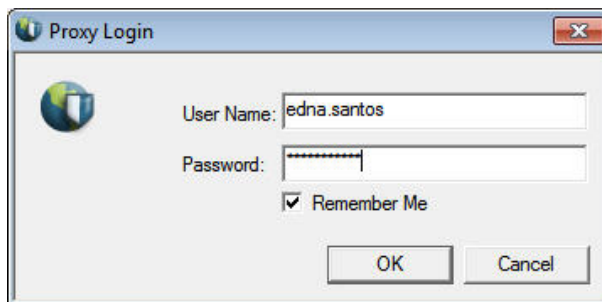 Proxy Login
User Name: edna.santos
Password: ***********
Remember Me
OK Cancel